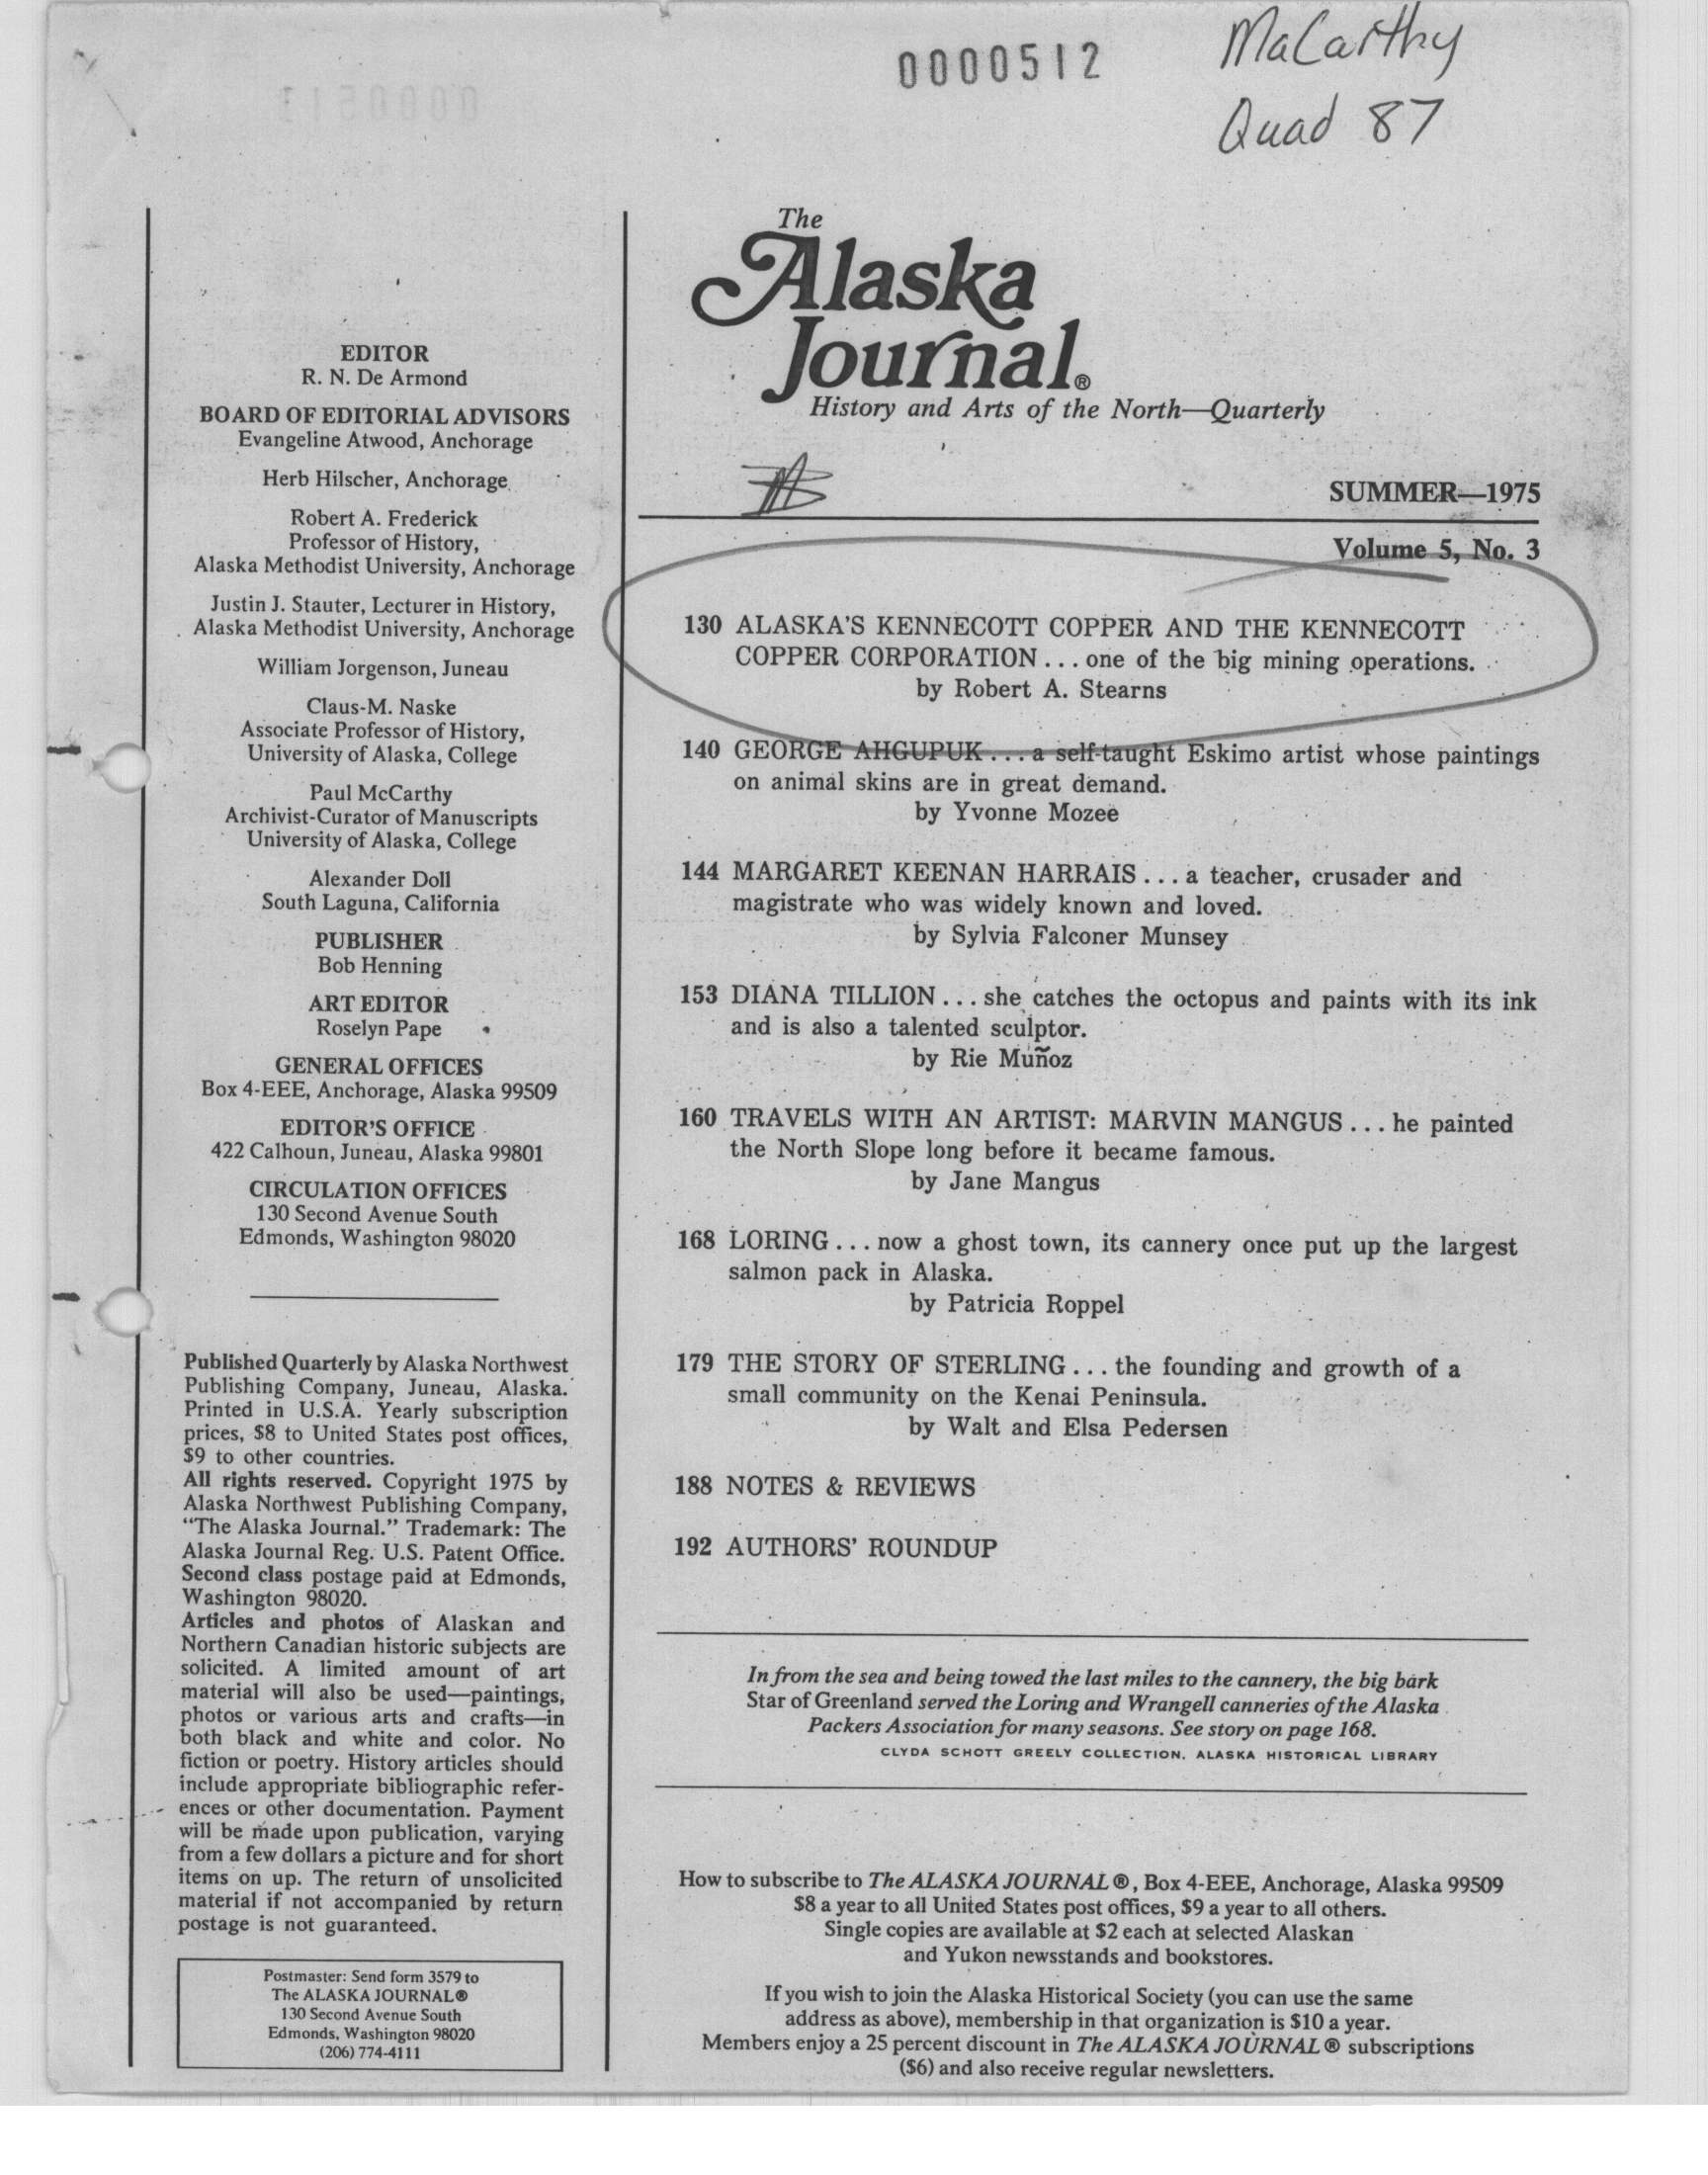 0000512
MaCarthy
Quad 87
EDITOR
R. N. De Armond
BOARD OF EDITORIAL ADVISORS
Evangeline Atwood, Anchorage
Herb Hilscher, Anchorage
Robert A. Frederick
Professor of History,
Alaska Methodist University, Anchorage
Justin J. Stauter, Lecturer in History,
Alaska Methodist University, Anchorage
William Jorgenson, Juneau
Claus-M. Naske
Associate Professor of History,
University of Alaska, College
Paul McCarthy
Archivist-Curator of Manuscripts
University of Alaska, College
Alexander Doll
South Laguna, California
PUBLISHER
Bob Henning
ART EDITOR
Roselyn Pape
GENERAL OFFICES
Box 4-EEE, Anchorage, Alaska 99509
EDITOR'S OFFICE
422 Calhoun, Juneau, Alaska 99801
CIRCULATION OFFICES
130 Second Avenue South
Edmonds, Washington 98020
Published Quarterly by Alaska Northwest
Publishing Company, Juneau, Alaska.
Printed in U.S.A. Yearly subscription
prices, $8 to United States post offices,
$9 to other countries.
All rights reserved. Copyright 1975 by
Alaska Northwest Publishing Company,
“The Alaska Journal.” Trademark: The
Alaska Journal Reg. U.S. Patent Office.
Second class postage paid at Edmonds,
Washington 98020.
Articles and photos of Alaskan and
Northern Canadian historic subjects are
solicited. A limited amount of art
material will also be used—paintings,
photos or various arts and crafts—in
both black and white and color. No
fiction or poetry. History articles should
include appropriate bibliographic refer-
ences or other documentation. Payment
will be made upon publication, varying
from a few dollars a picture and for short
items on up. The return of unsolicited
material if not accompanied by return
postage is not guaranteed.
Postmaster: Send form 3579 to
The ALASKA JOURNAL®
130 Second Avenue South
Edmonds, Washington 98020
(206) 774-4111
The
Alaska
Journal®
History and Arts of the North—Quarterly
SUMMER—1975
Volume 5, No. 3
130 ALASKA'S KENNECOTT COPPER AND THE KENNECOTT
COPPER CORPORATION . . . one of the big mining operations.
by Robert A. Stearns
140 GEORGE AHGUPUK . . . a self-taught Eskimo artist whose paintings
on animal skins are in great demand.
by Yvonne Mozee
144 MARGARET KEENAN HARRAIS . . . a teacher, crusader and
magistrate who was widely known and loved.
by Sylvia Falconer Munsey
153 DIANA TILLION . . . she catches the octopus and paints with its ink
and is also a talented sculptor.
by Rie Muñoz
160 TRAVELS WITH AN ARTIST: MARVIN MANGUS . . . he painted
the North Slope long before it became famous.
by Jane Mangus
168 LORING . . . now a ghost town, its cannery once put up the largest
salmon pack in Alaska.
by Patricia Roppel
179 THE STORY OF STERLING . . . the founding and growth of a
small community on the Kenai Peninsula.
by Walt and Elsa Pedersen
188 NOTES & REVIEWS
192 AUTHORS' ROUNDUP
In from the sea and being towed the last miles to the cannery, the big bark
Star of Greenland served the Loring and Wrangell canneries of the Alaska
Packers Association for many seasons. See story on page 168.
CLYDA SCHOTT GREELY COLLECTION, ALASKA HISTORICAL LIBRARY
How to subscribe to The ALASKA JOURNAL®, Box 4-EEE, Anchorage, Alaska 99509
$8 a year to all United States post offices, $9 a year to all others.
Single copies are available at $2 each at selected Alaskan
and Yukon newsstands and bookstores.
If you wish to join the Alaska Historical Society (you can use the same
address as above), membership in that organization is $10 a year.
Members enjoy a 25 percent discount in The ALASKA JOURNAL® subscriptions
($6) and also receive regular newsletters.